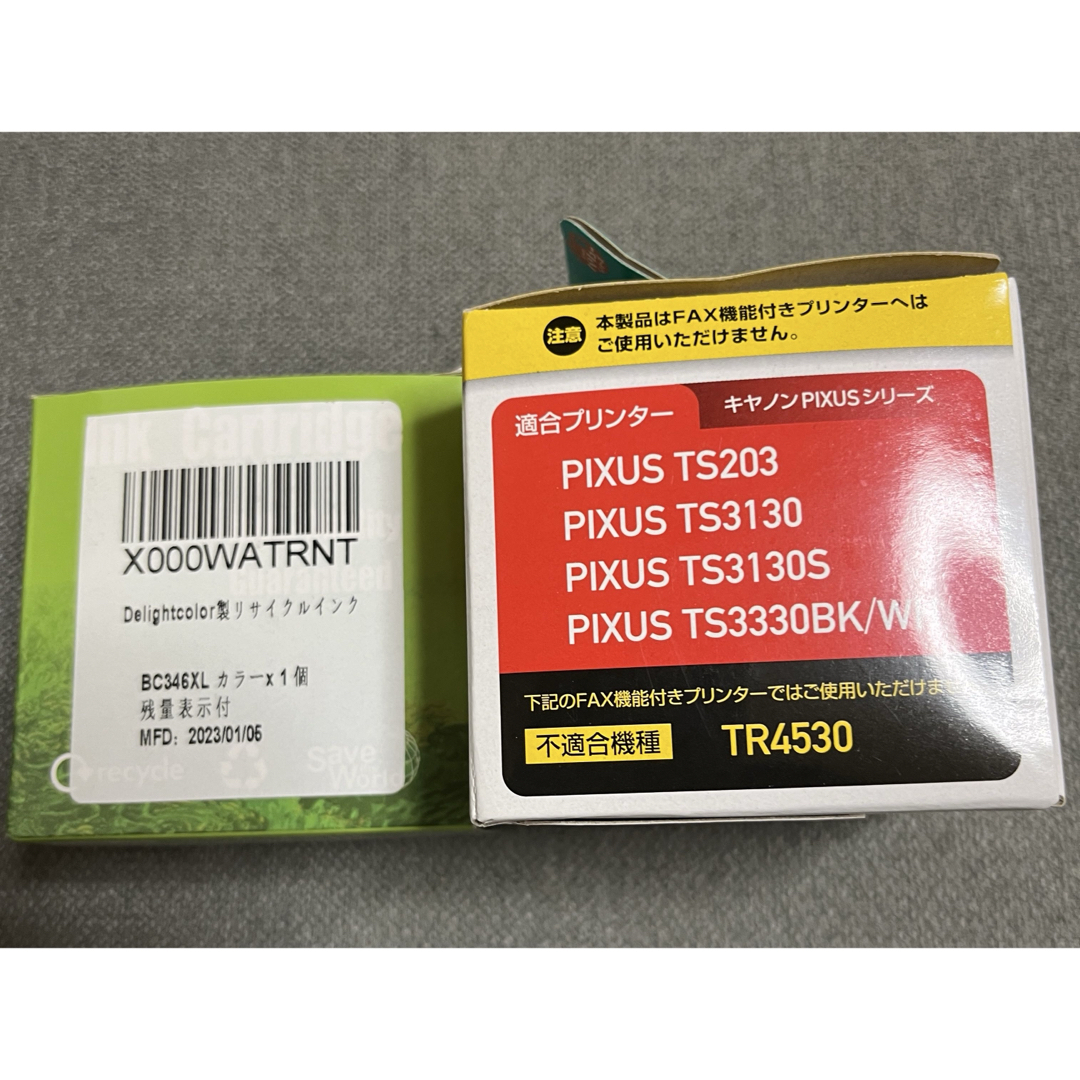 Ink Cartridge
X000WATRNT
Guaranteed
Delightcolor製リサイクルインク
BC346XL カラーx 1 個
残量表示付
MFD: 2023/01/05
recycle
save
World
注意
本製品はFAX機能付きプリンターへは
ご使用いただけません。
適合プリンター
キヤノンPIXUSシリーズ
PIXUS TS203
PIXUS TS3130
PIXUS TS3130S
PIXUS TS3330BK/W
下記のFAX機能付きプリンターではご使用いただけま
不適合機種
TR4530